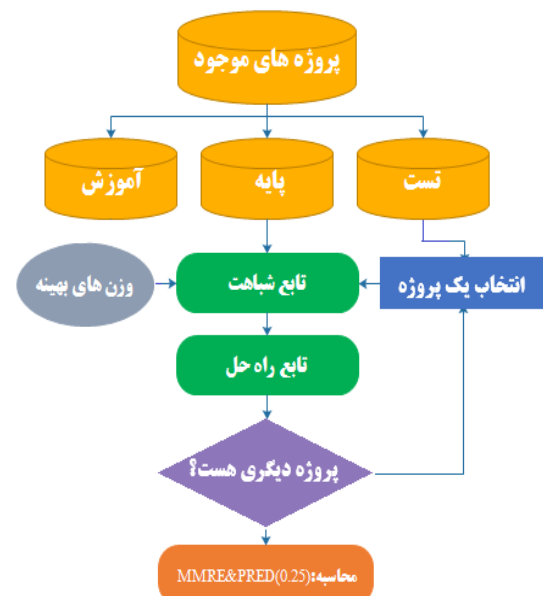 پروژه های موجود
آموزش
پایه
تست
وزن های بهینه
تابع شباهت
انتخاب یک پروژه
تابع راه حل
پروژه دیگری هست؟
محاسبه:MMRE&PRED(0.25)